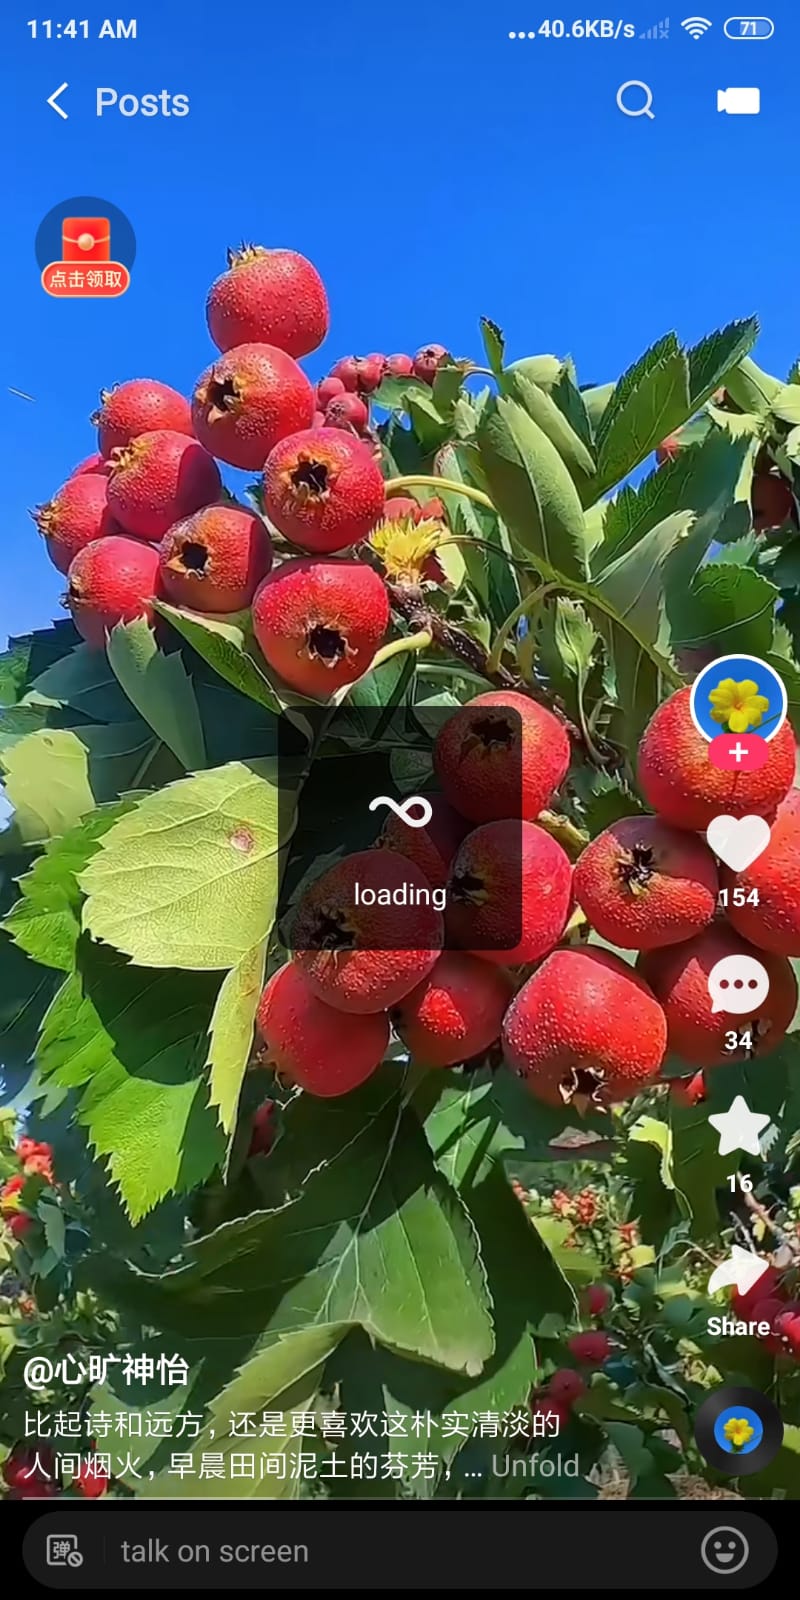 11:41 AM
...40.6KB/s
71
Posts
点击领取
loading
154
34
16
Share
@心旷神怡
比起诗和远方，还是更喜欢这朴实清淡的
人间烟火，早晨田间泥土的芬芳，... Unfold
弹
talk on screen